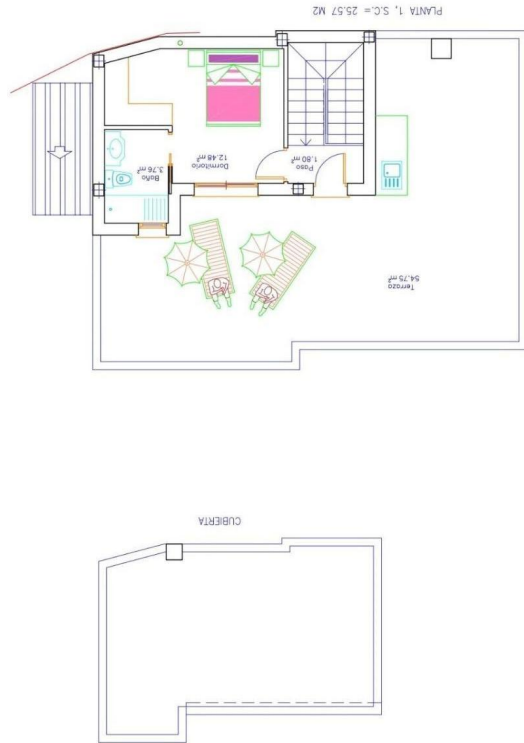 PLANTA 1, S.C.= 25.57 M2
Dormitorio
12.48 m²
Paso
1.80 m²
Baño
3.76 m²
Terraza
54.75 m²
CUBIERTA